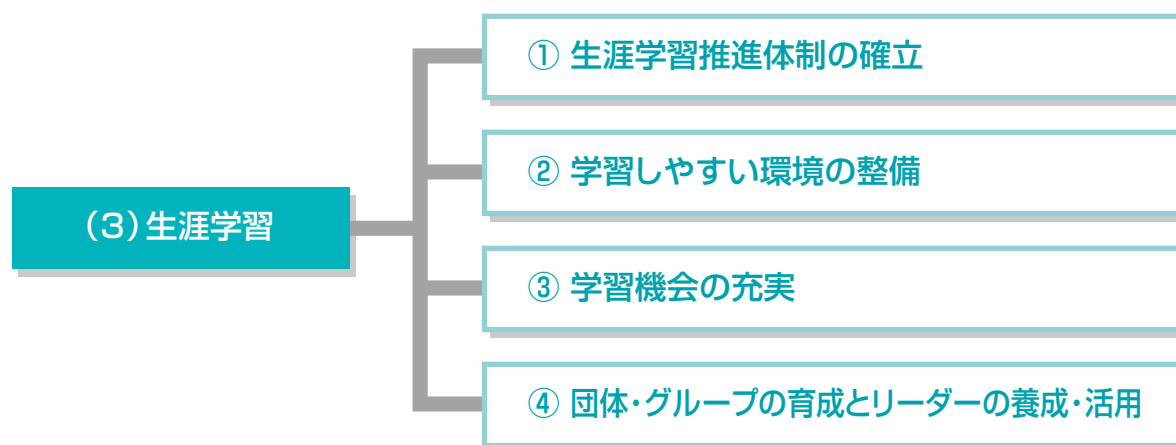 (3)生涯学習
① 生涯学習推進体制の確立
② 学習しやすい環境の整備
③ 学習機会の充実
④ 団体・グループの育成とリーダーの養成・活用